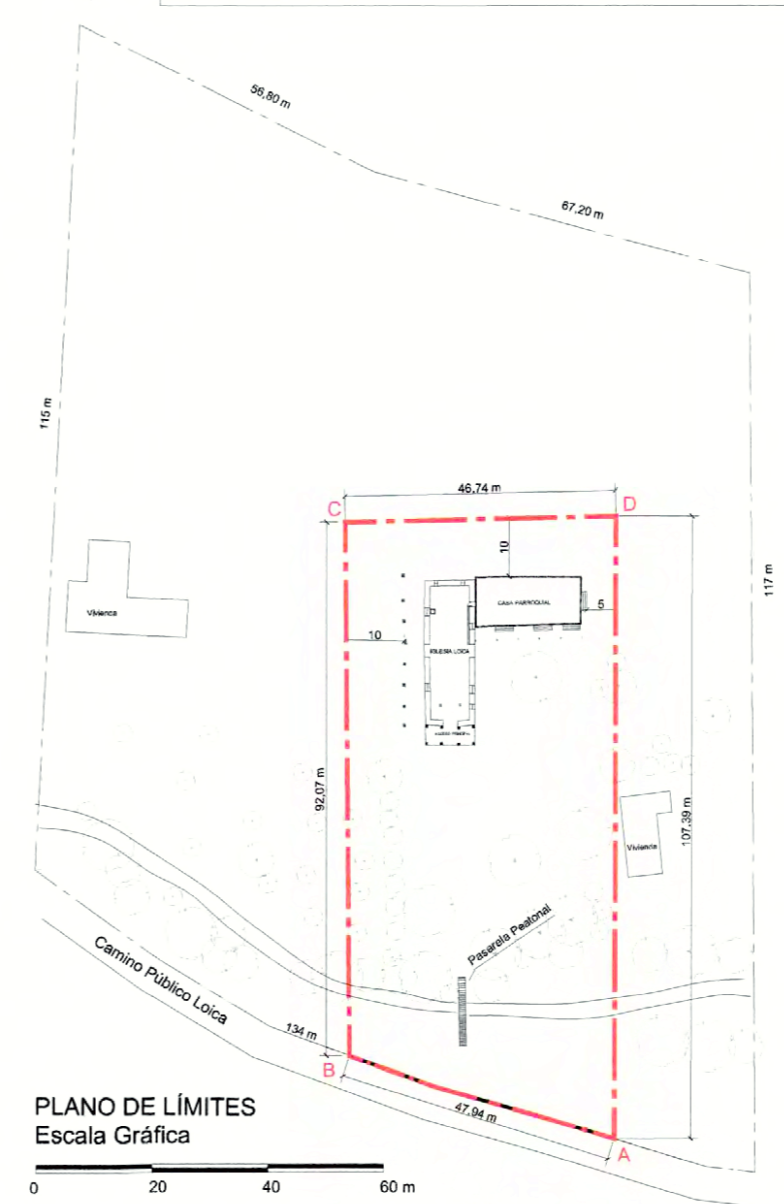 56,80 m
67,20 m
115 m
117 m
46,74 m
C
D
10
CASA PARROQUIAL
5
10
IGLESIA LOICA
Vivienca
92,07 m
107,39 m
Vivienda
Pasarela Peatonal
Camino Público Loica
134 m
B
47,94 m
A
PLANO DE LÍMITES
Escala Gráfica
0 20 40 60 m